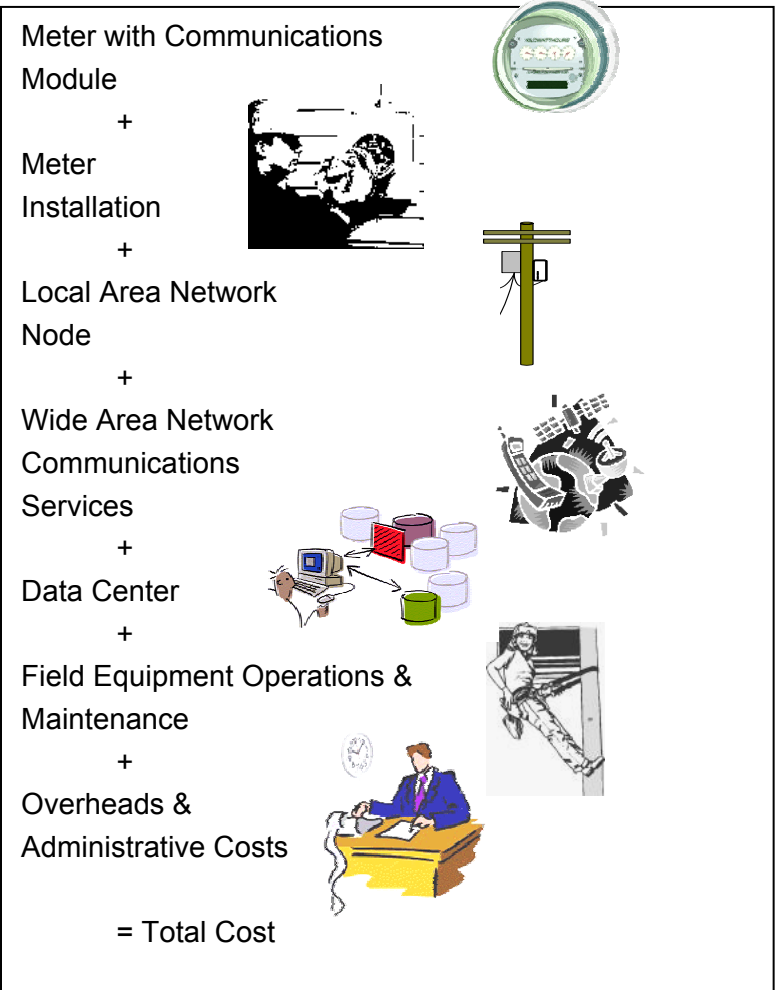 Meter with Communications
Module
+
Meter
Installation
+
Local Area Network
Node
+
Wide Area Network
Communications
Services
+
Data Center
+
Field Equipment Operations &
Maintenance
+
Overheads &
Administrative Costs
= Total Cost
KILOWATTHOURS